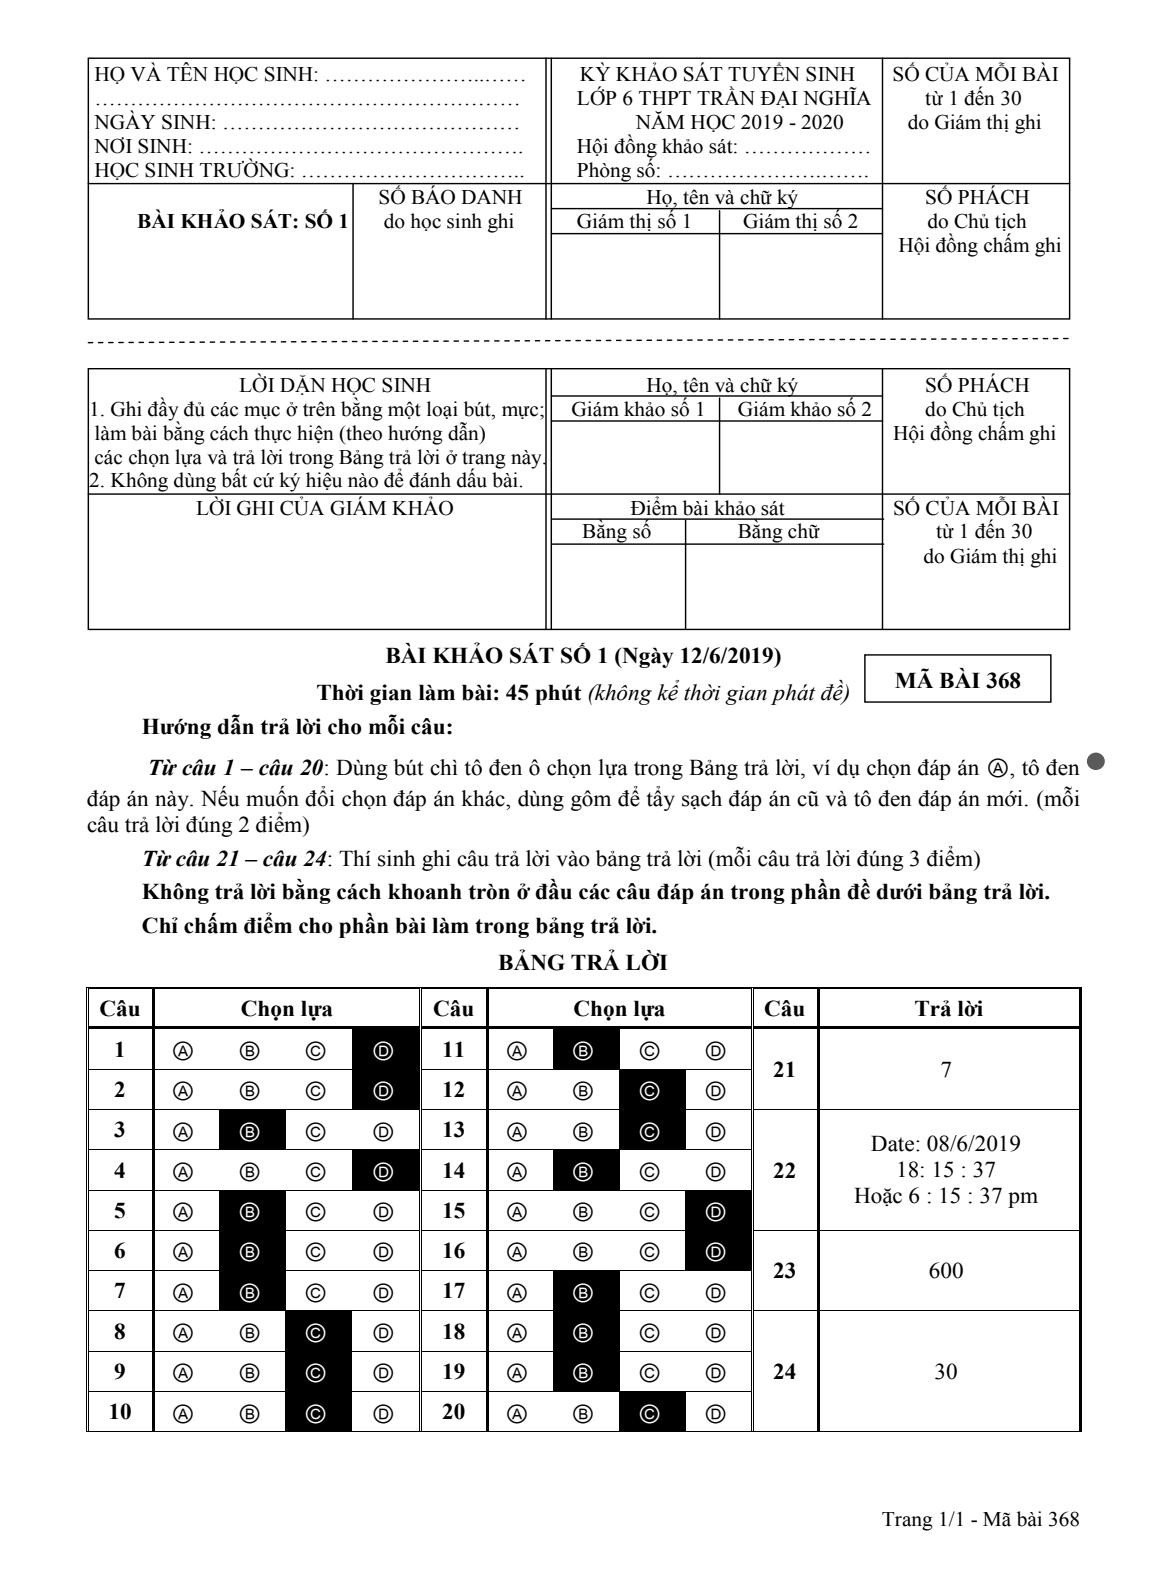 HỌ VÀ TÊN HỌC SINH: …………………..……
……………………………………………………
NGÀY SINH: ……………………………………
NƠI SINH: ……………………………………….
HỌC SINH TRƯỜNG: …………………………..
KỲ KHẢO SÁT TUYỂN SINH
LỚP 6 THPT TRẦN ĐẠI NGHĨA
NĂM HỌC 2019 - 2020
Hội đồng khảo sát: ………………
Phòng số: ……………………….
SỐ CỦA MỖI BÀI
từ 1 đến 30
do Giám thị ghi
BÀI KHẢO SÁT: SỐ 1
SỐ BÁO DANH
do học sinh ghi
Họ, tên và chữ ký
Giám thị số 1 Giám thị số 2
SỐ PHÁCH
do Chủ tịch
Hội đồng chấm ghi
LỜI DẶN HỌC SINH
1. Ghi đầy đủ các mục ở trên bằng một loại bút, mực;
làm bài bằng cách thực hiện (theo hướng dẫn)
các chọn lựa và trả lời trong Bảng trả lời ở trang này.
2. Không dùng bất cứ ký hiệu nào để đánh dấu bài.
Họ, tên và chữ ký
Giám khảo số 1 Giám khảo số 2
SỐ PHÁCH
do Chủ tịch
Hội đồng chấm ghi
LỜI GHI CỦA GIÁM KHẢO
Điểm bài khảo sát
Bằng số Bằng chữ
SỐ CỦA MỖI BÀI
từ 1 đến 30
do Giám thị ghi
BÀI KHẢO SÁT SỐ 1 (Ngày 12/6/2019)
Thời gian làm bài: 45 phút (không kể thời gian phát đề)
MÃ BÀI 368
Hướng dẫn trả lời cho mỗi câu:
Từ câu 1 – câu 20: Dùng bút chì tô đen ô chọn lựa trong Bảng trả lời, ví dụ chọn đáp án Ⓐ, tô đen
đáp án này. Nếu muốn đổi chọn đáp án khác, dùng gôm để tẩy sạch đáp án cũ và tô đen đáp án mới. (mỗi
câu trả lời đúng 2 điểm)
Từ câu 21 – câu 24: Thí sinh ghi câu trả lời vào bảng trả lời (mỗi câu trả lời đúng 3 điểm)
Không trả lời bằng cách khoanh tròn ở đầu các câu đáp án trong phần đề dưới bảng trả lời.
Chỉ chấm điểm cho phần bài làm trong bảng trả lời.
BẢNG TRẢ LỜI
Câu Chọn lựa Câu Chọn lựa Câu Trả lời
1 Ⓐ Ⓑ Ⓒ Ⓓ 11 Ⓐ Ⓑ Ⓒ Ⓓ
21 7
2 Ⓐ Ⓑ Ⓒ Ⓓ 12 Ⓐ Ⓑ Ⓒ Ⓓ
3 Ⓐ Ⓑ Ⓒ Ⓓ 13 Ⓐ Ⓑ Ⓒ Ⓓ
Date: 08/6/2019
4 Ⓐ Ⓑ Ⓒ Ⓓ 14 Ⓐ Ⓑ Ⓒ Ⓓ 22 18: 15 : 37
Hoặc 6 : 15 : 37 pm
5 Ⓐ Ⓑ Ⓒ Ⓓ 15 Ⓐ Ⓑ Ⓒ Ⓓ
6 Ⓐ Ⓑ Ⓒ Ⓓ 16 Ⓐ Ⓑ Ⓒ Ⓓ
23 600
7 Ⓐ Ⓑ Ⓒ Ⓓ 17 Ⓐ Ⓑ Ⓒ Ⓓ
8 Ⓐ Ⓑ Ⓒ Ⓓ 18 Ⓐ Ⓑ Ⓒ Ⓓ
9 Ⓐ Ⓑ Ⓒ Ⓓ 19 Ⓐ Ⓑ Ⓒ Ⓓ 24 30
10 Ⓐ Ⓑ Ⓒ Ⓓ 20 Ⓐ Ⓑ Ⓒ Ⓓ
Trang 1/1 - Mã bài 368